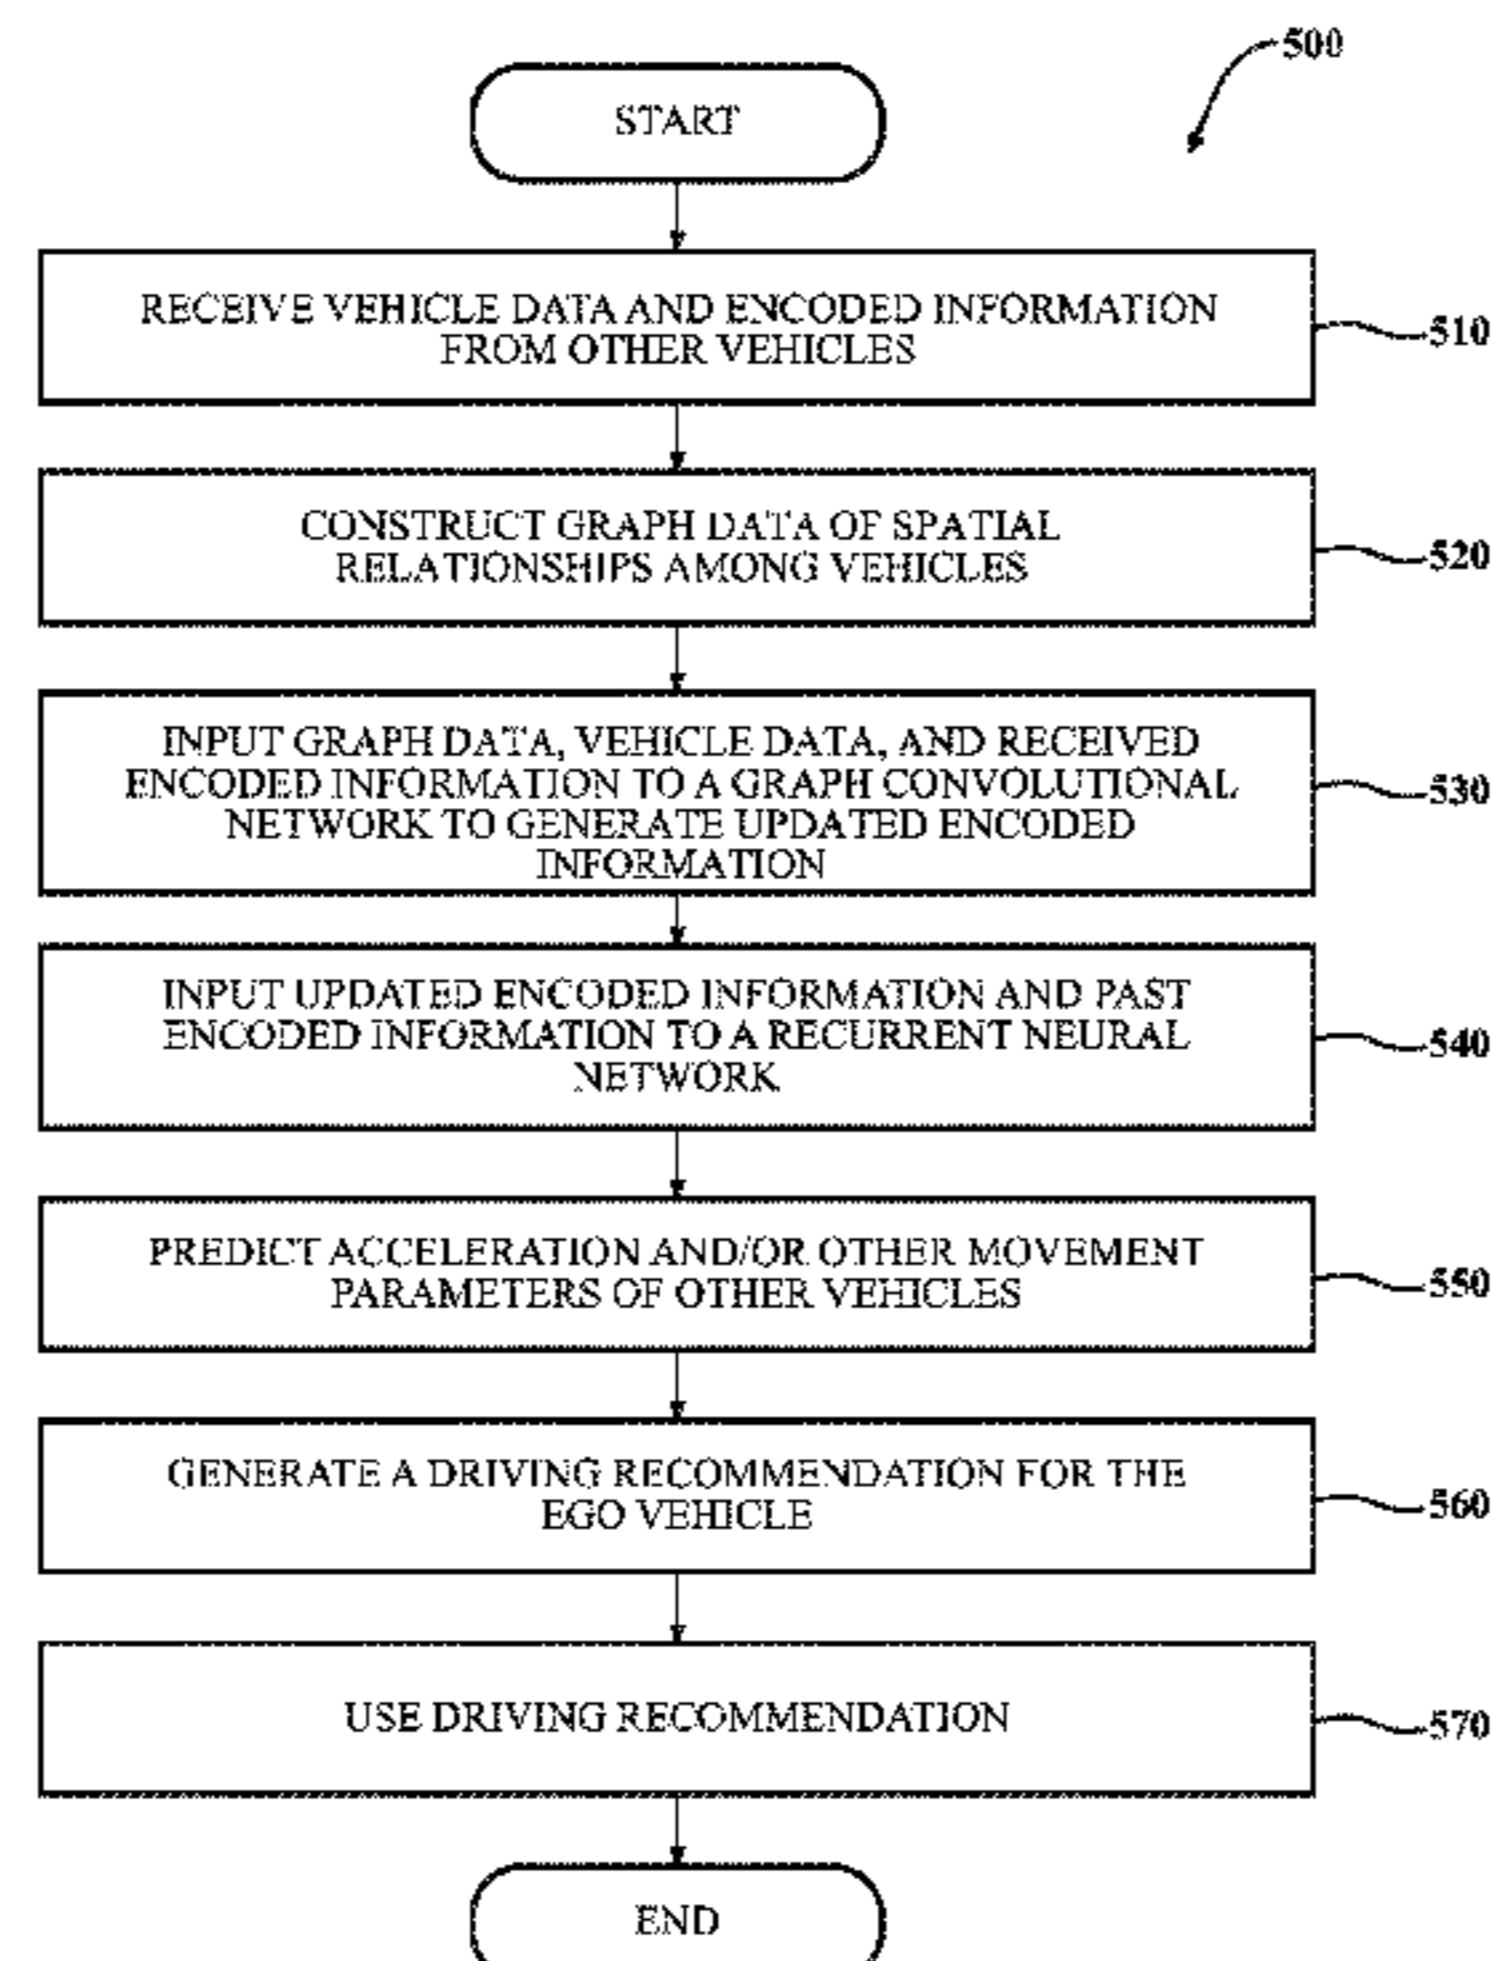 500
START
RECEIVE VEHICLE DATA AND ENCODED INFORMATION
FROM OTHER VEHICLES
510
CONSTRUCT GRAPH DATA OF SPATIAL
RELATIONSHIPS AMONG VEHICLES
520
INPUT GRAPH DATA, VEHICLE DATA, AND RECEIVED
ENCODED INFORMATION TO A GRAPH CONVOLUTIONAL
NETWORK TO GENERATE UPDATED ENCODED
INFORMATION
530
INPUT UPDATED ENCODED INFORMATION AND PAST
ENCODED INFORMATION TO A RECURRENT NEURAL
NETWORK
540
PREDICT ACCELERATION AND/OR OTHER MOVEMENT
PARAMETERS OF OTHER VEHICLES
550
GENERATE A DRIVING RECOMMENDATION FOR THE
EGO VEHICLE
560
USE DRIVING RECOMMENDATION
570
END